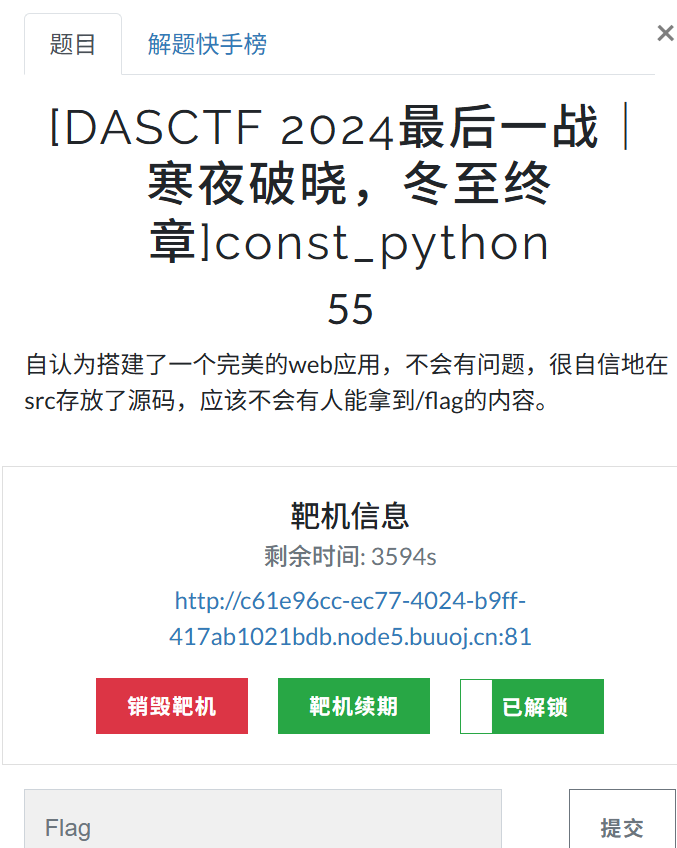 题目 解题快手榜 ×
[DASCTF 2024最后一战｜
寒夜破晓，冬至终
章]const_python
55
自认为搭建了一个完美的web应用，不会有问题，很自信地在
src存放了源码，应该不会有人能拿到/flag的内容。
靶机信息
剩余时间: 3594s
http://c61e96cc-ec77-4024-b9ff-
417ab1021bdb.node5.buuoj.cn:81
销毁靶机 靶机续期 已解锁
Flag 提交